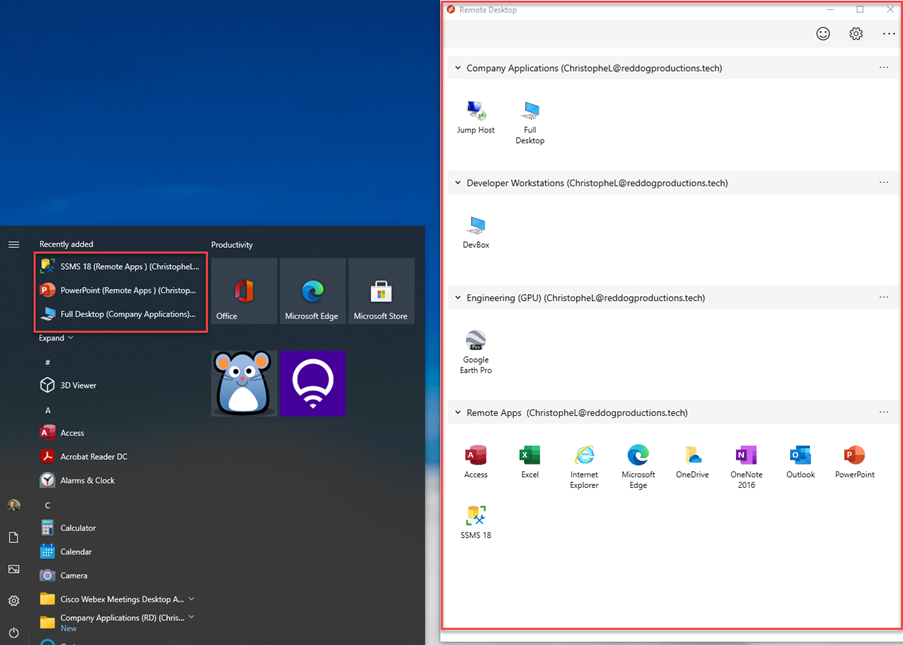 Recently added
SSMS 18 (Remote Apps ) (ChristopheL...
PowerPoint (Remote Apps ) (Christop...
Full Desktop (Company Applications)...
Expand
#
3D Viewer
A
Access
Acrobat Reader DC
Alarms & Clock
C
Calculator
Calendar
Camera
Cisco Webex Meetings Desktop A...
Company Applications (RD) (Chris...
New
Productivity
Office
Microsoft Edge
Microsoft Store
Remote Desktop
Company Applications (ChristopheL@reddogproductions.tech)
Jump Host
Full
Desktop
Developer Workstations (ChristopheL@reddogproductions.tech)
DevBox
Engineering (GPU) (ChristopheL@reddogproductions.tech)
Google
Earth Pro
Remote Apps (ChristopheL@reddogproductions.tech)
Access
Excel
Internet
Explorer
Microsoft
Edge
OneDrive
OneNote
2016
Outlook
PowerPoint
SSMS 18